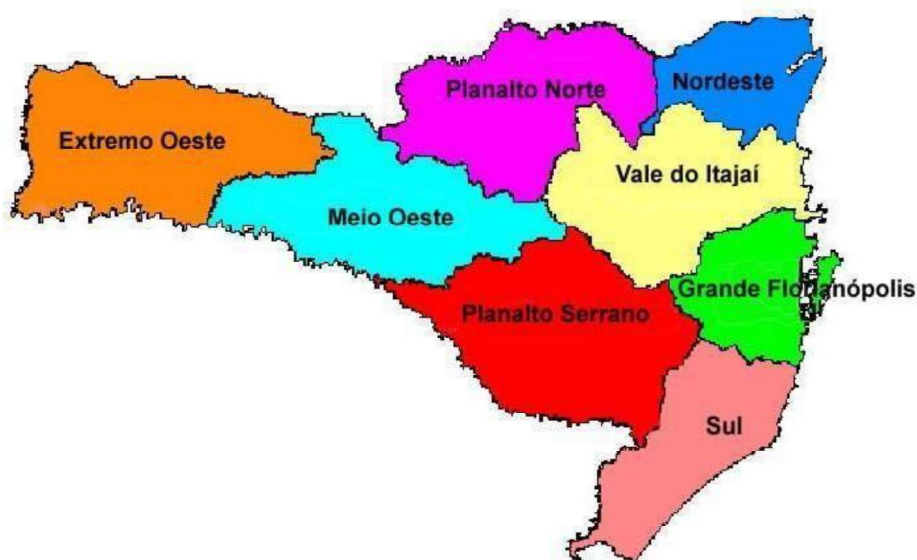 Planalto Norte
Nordeste
Extremo Oeste
Vale do Itajaí
Meio Oeste
Grande Florianópolis
Planalto Serrano
Sul